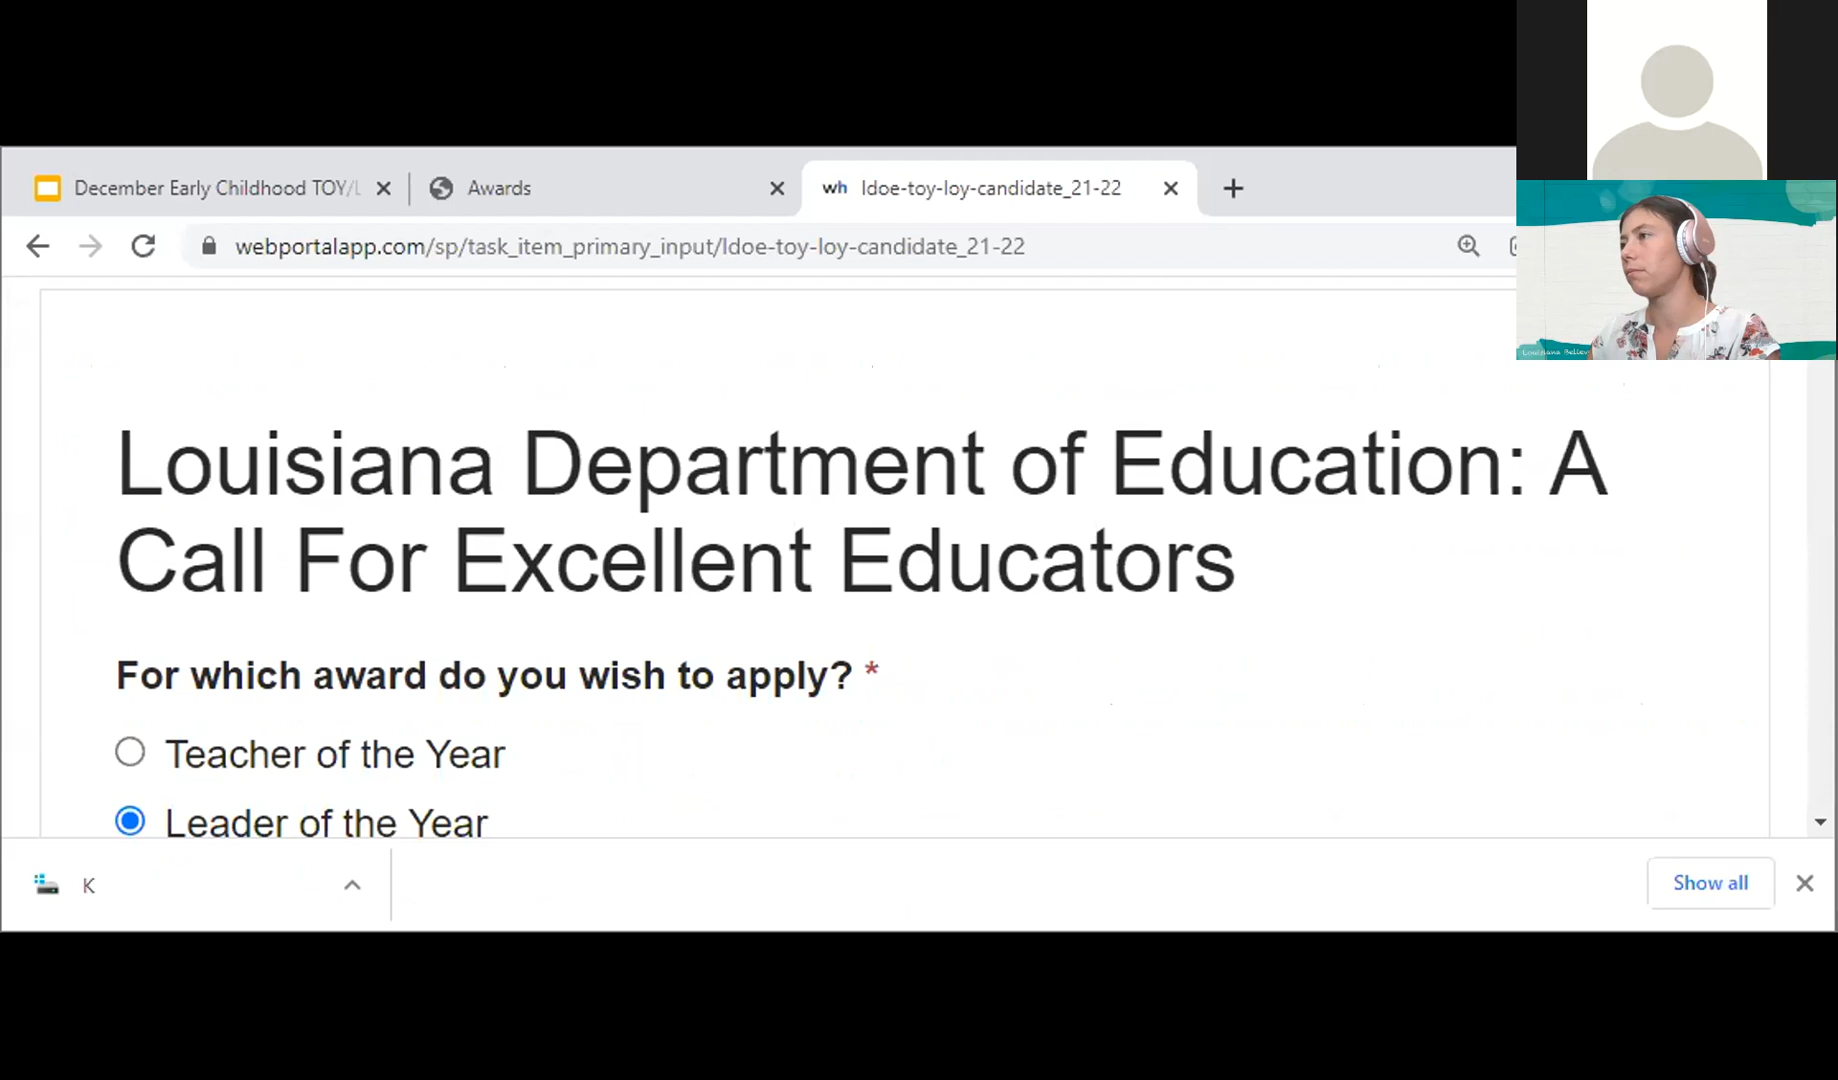 December Early Childhood TOY/L
Awards
wh ldoe-toy-loy-candidate_21-22
webportalapp.com/sp/task_item_primary_input/ldoe-toy-loy-candidate_21-22
Louisiana Believ
Louisiana Department of Education: A
Call For Excellent Educators
For which award do you wish to apply? *
Teacher of the Year
Leader of the Year
K
Show all